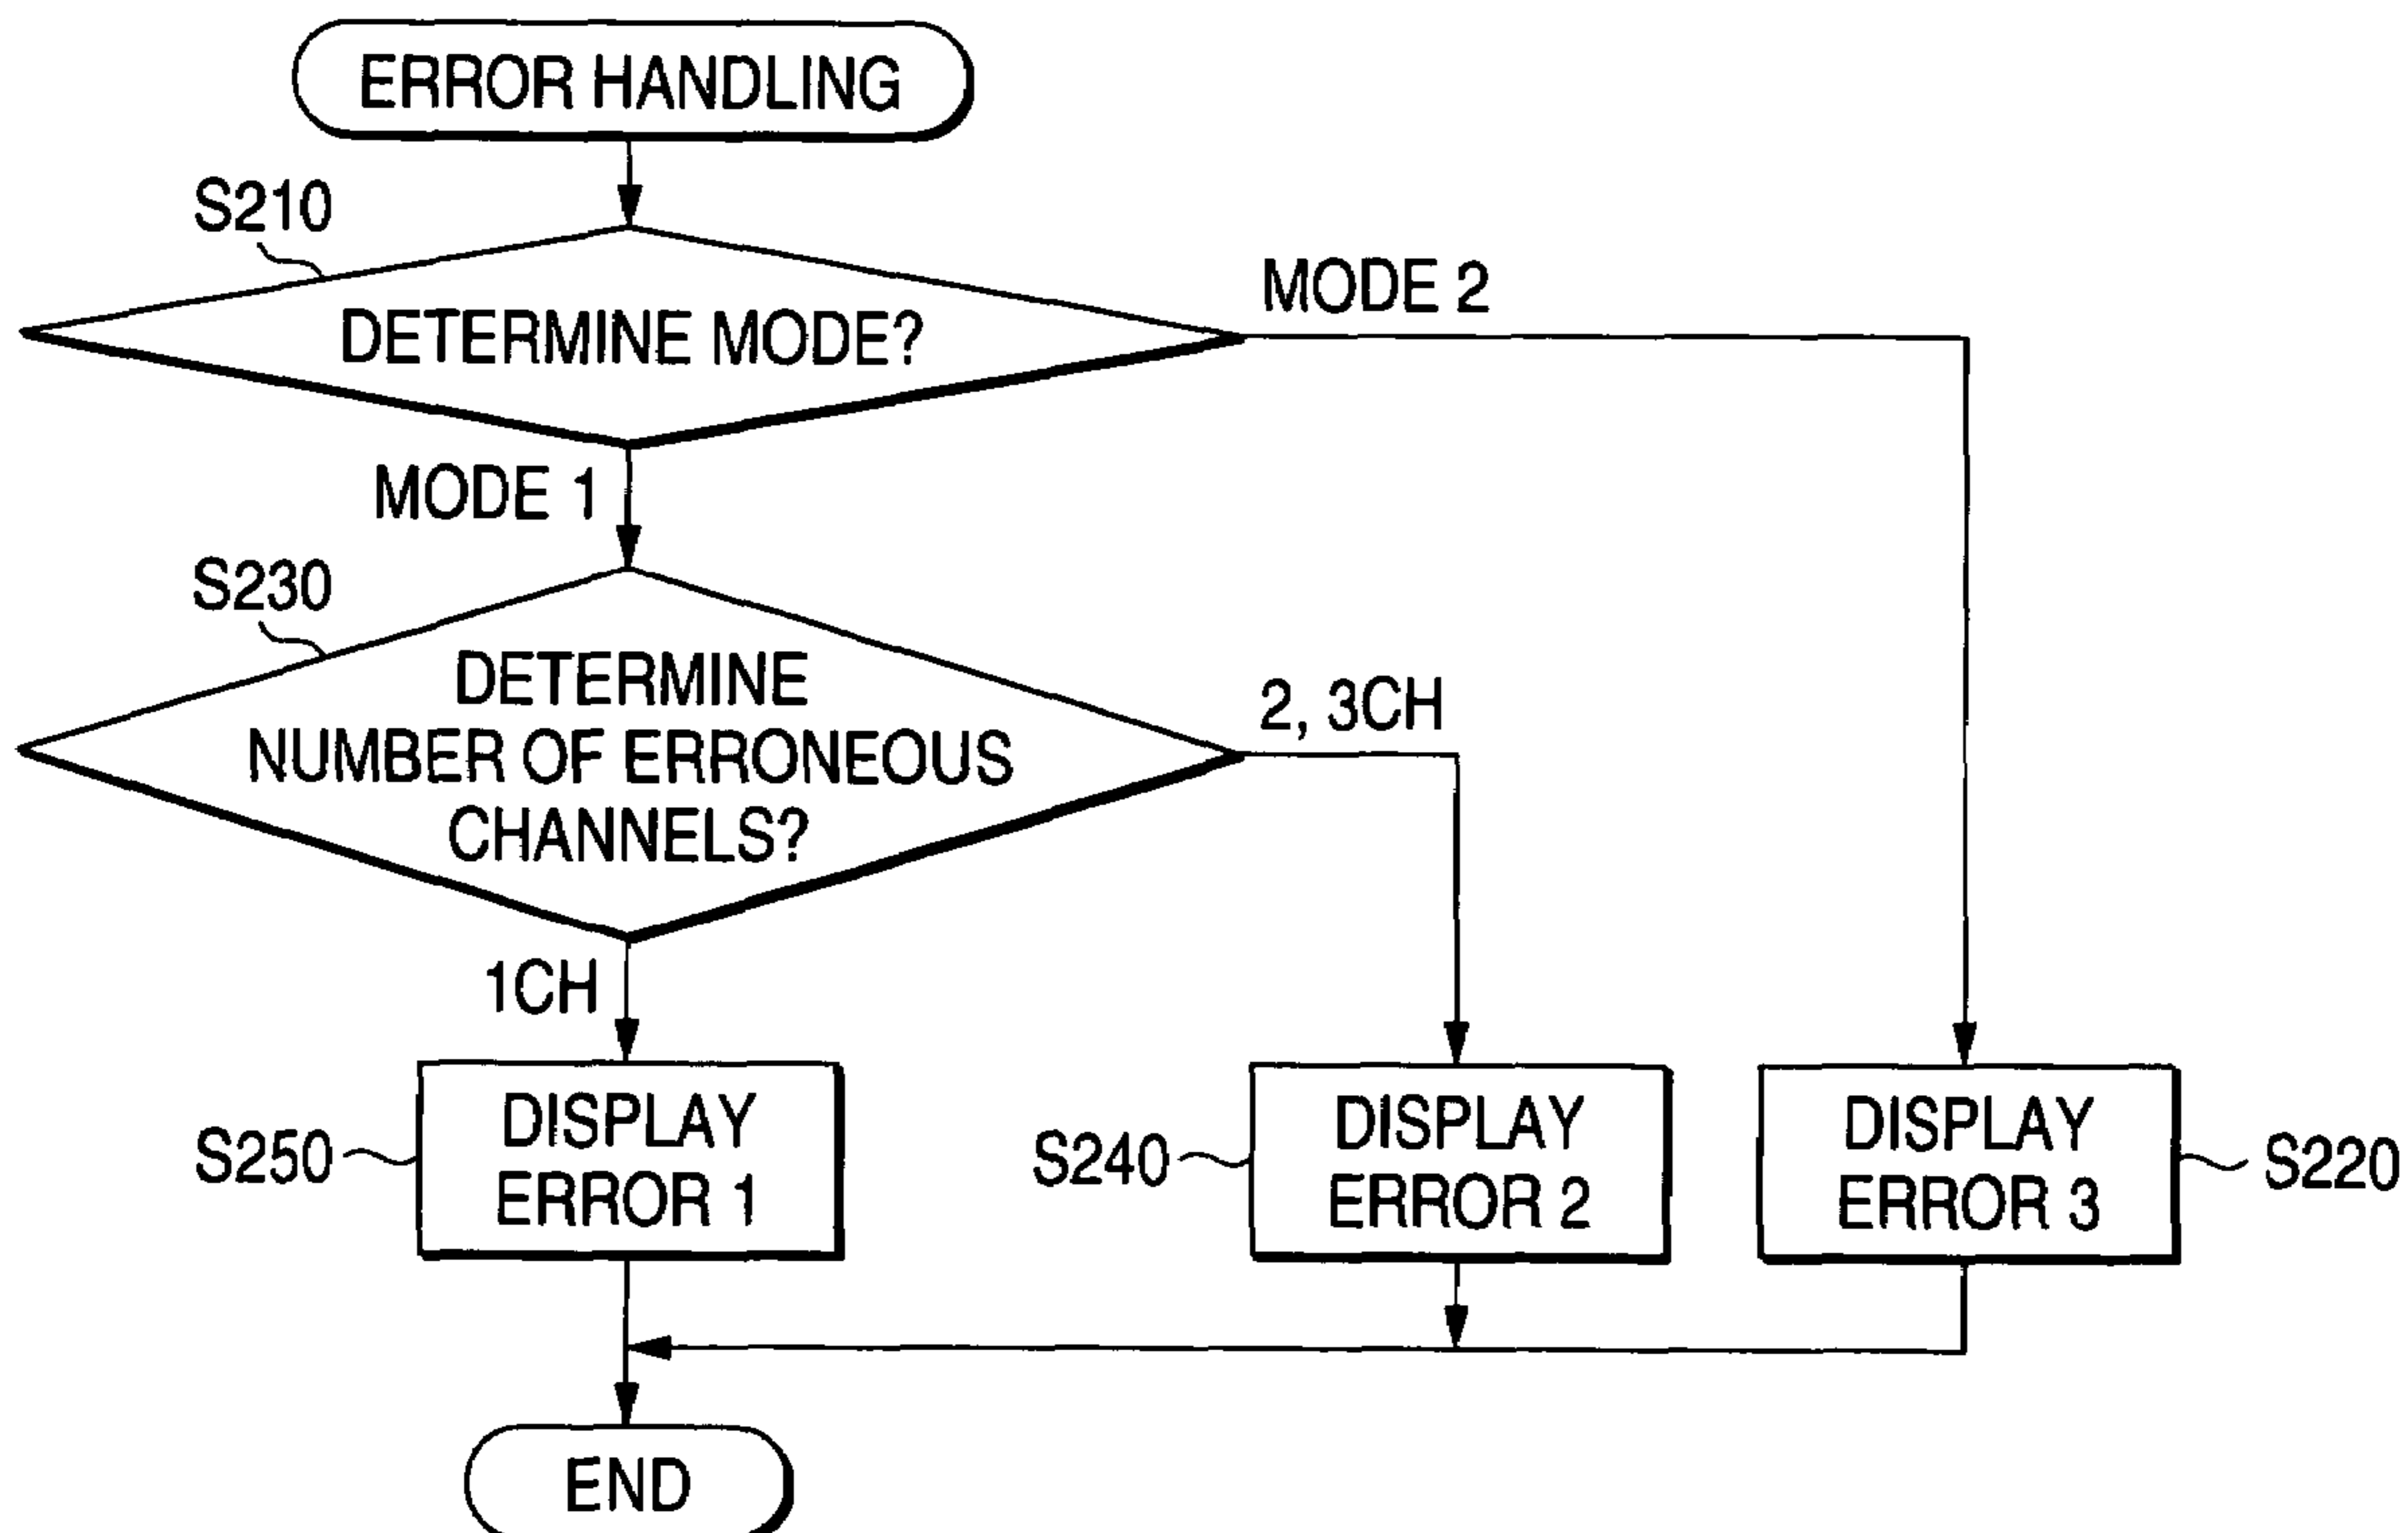 ERROR HANDLING
S210
DETERMINE MODE?
MODE 2
MODE 1
S230
DETERMINE
NUMBER OF ERRONEOUS
CHANNELS?
2, 3CH
1CH
S250
DISPLAY
ERROR 1
S240
DISPLAY
ERROR 2
DISPLAY
ERROR 3
S220
END